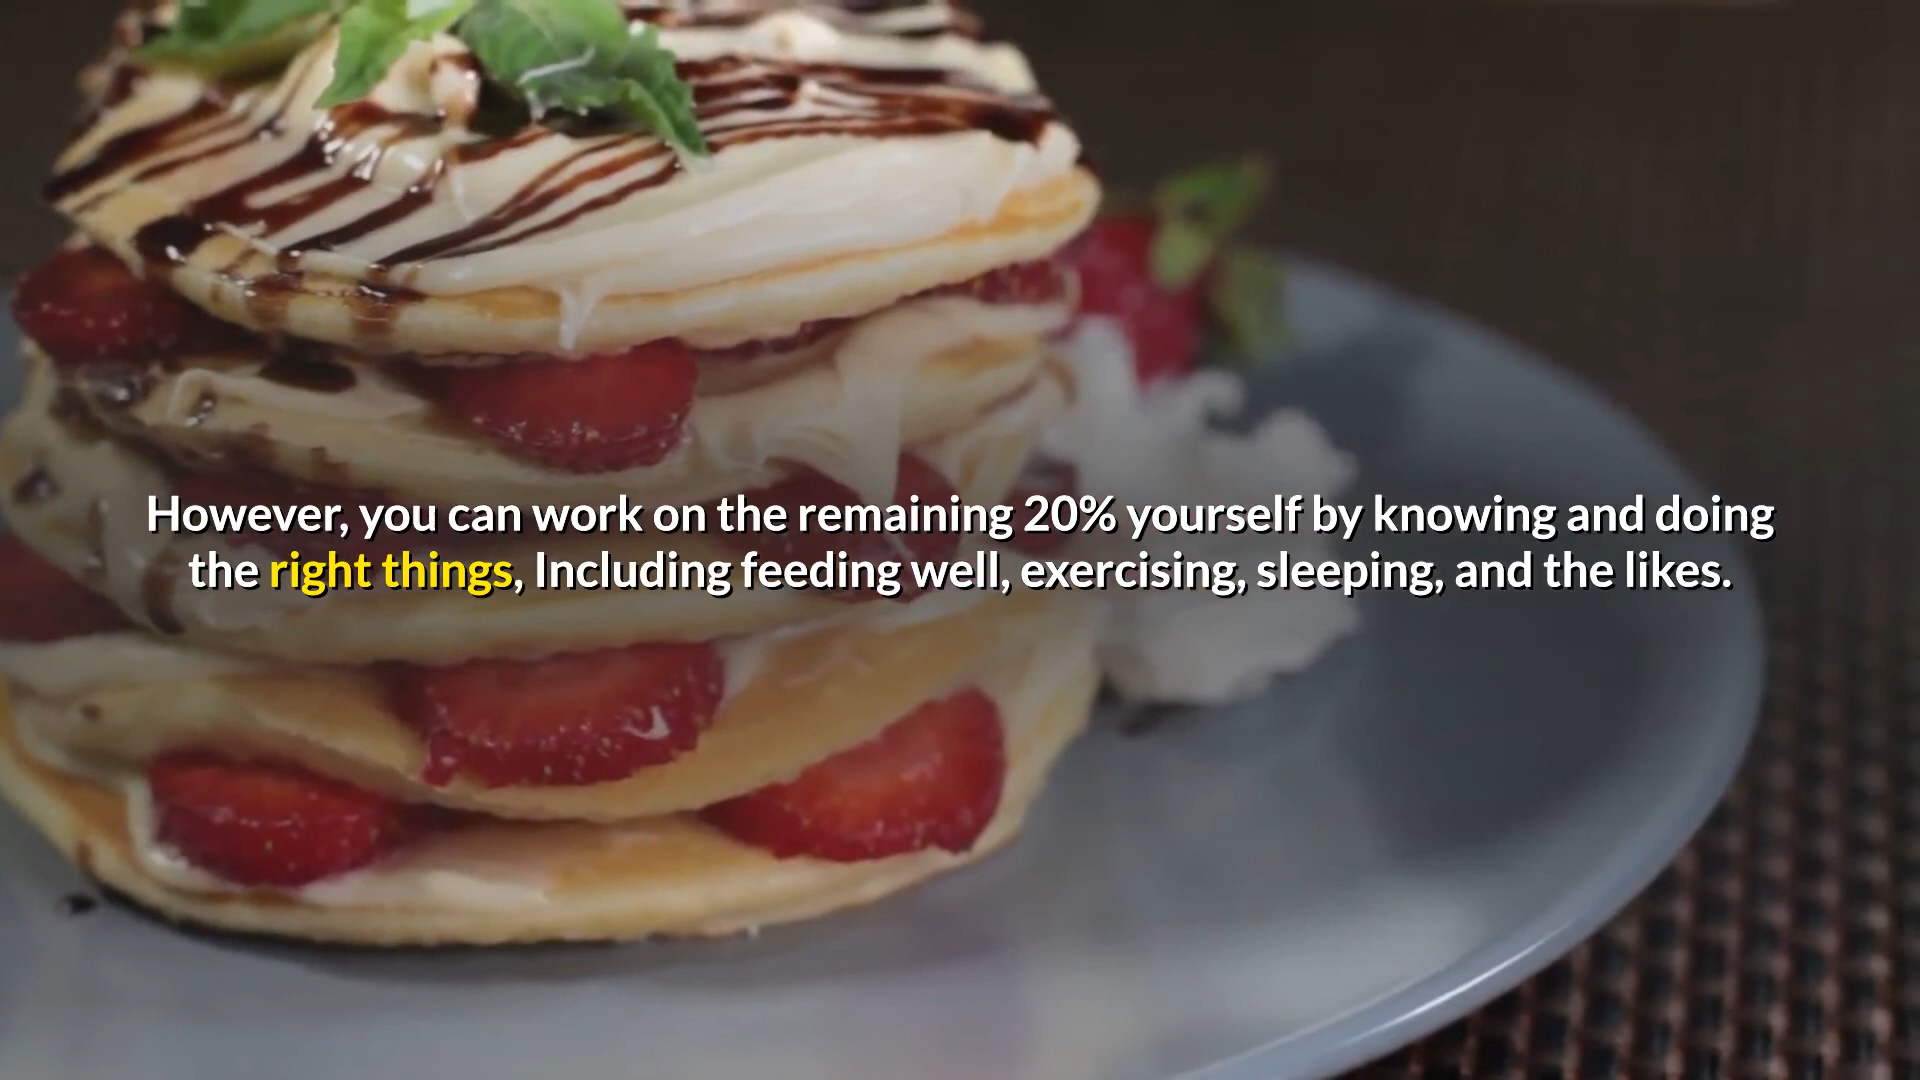 However, you can work on the remaining 20% yourself by knowing and doing
the right things, Including feeding well, exercising, sleeping, and the likes.